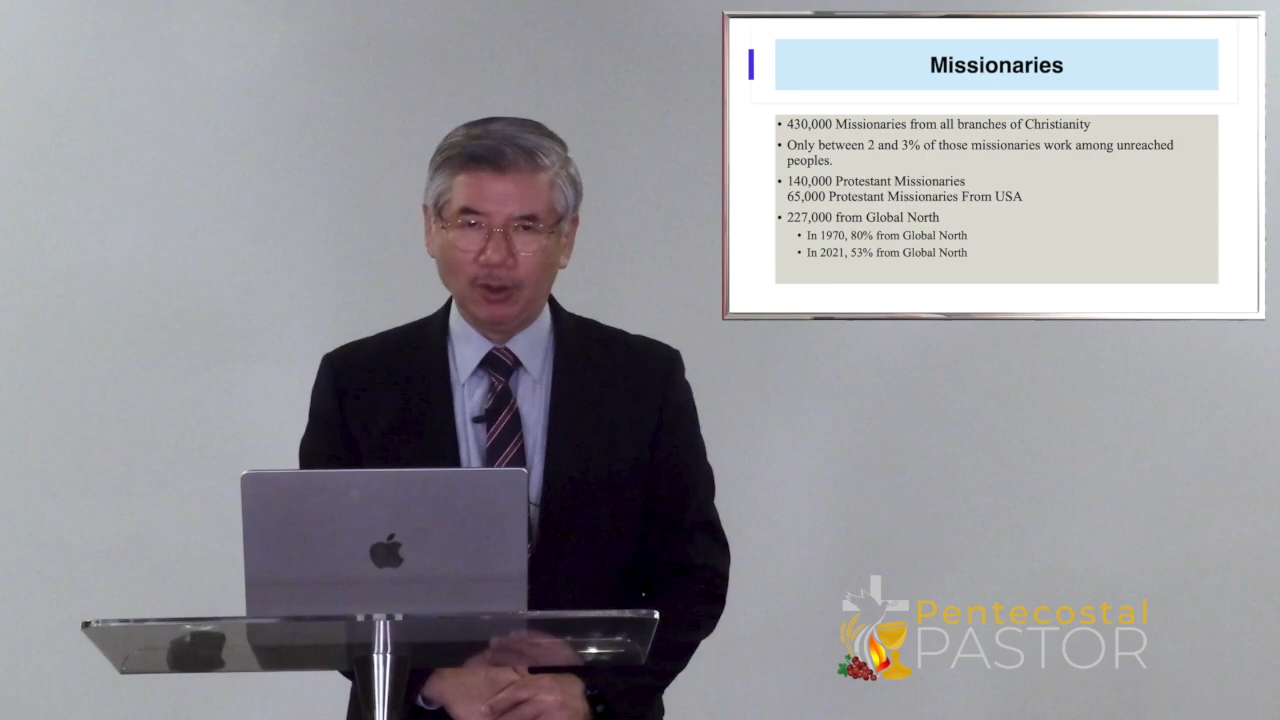 Missionaries
• 430,000 Missionaries from all branches of Christianity
• Only between 2 and 3% of those missionaries work among unreached
peoples.
• 140,000 Protestant Missionaries
65,000 Protestant Missionaries From USA
• 227,000 from Global North
• In 1970, 80% from Global North
• In 2021, 53% from Global North
Pentecostal
PASTOR